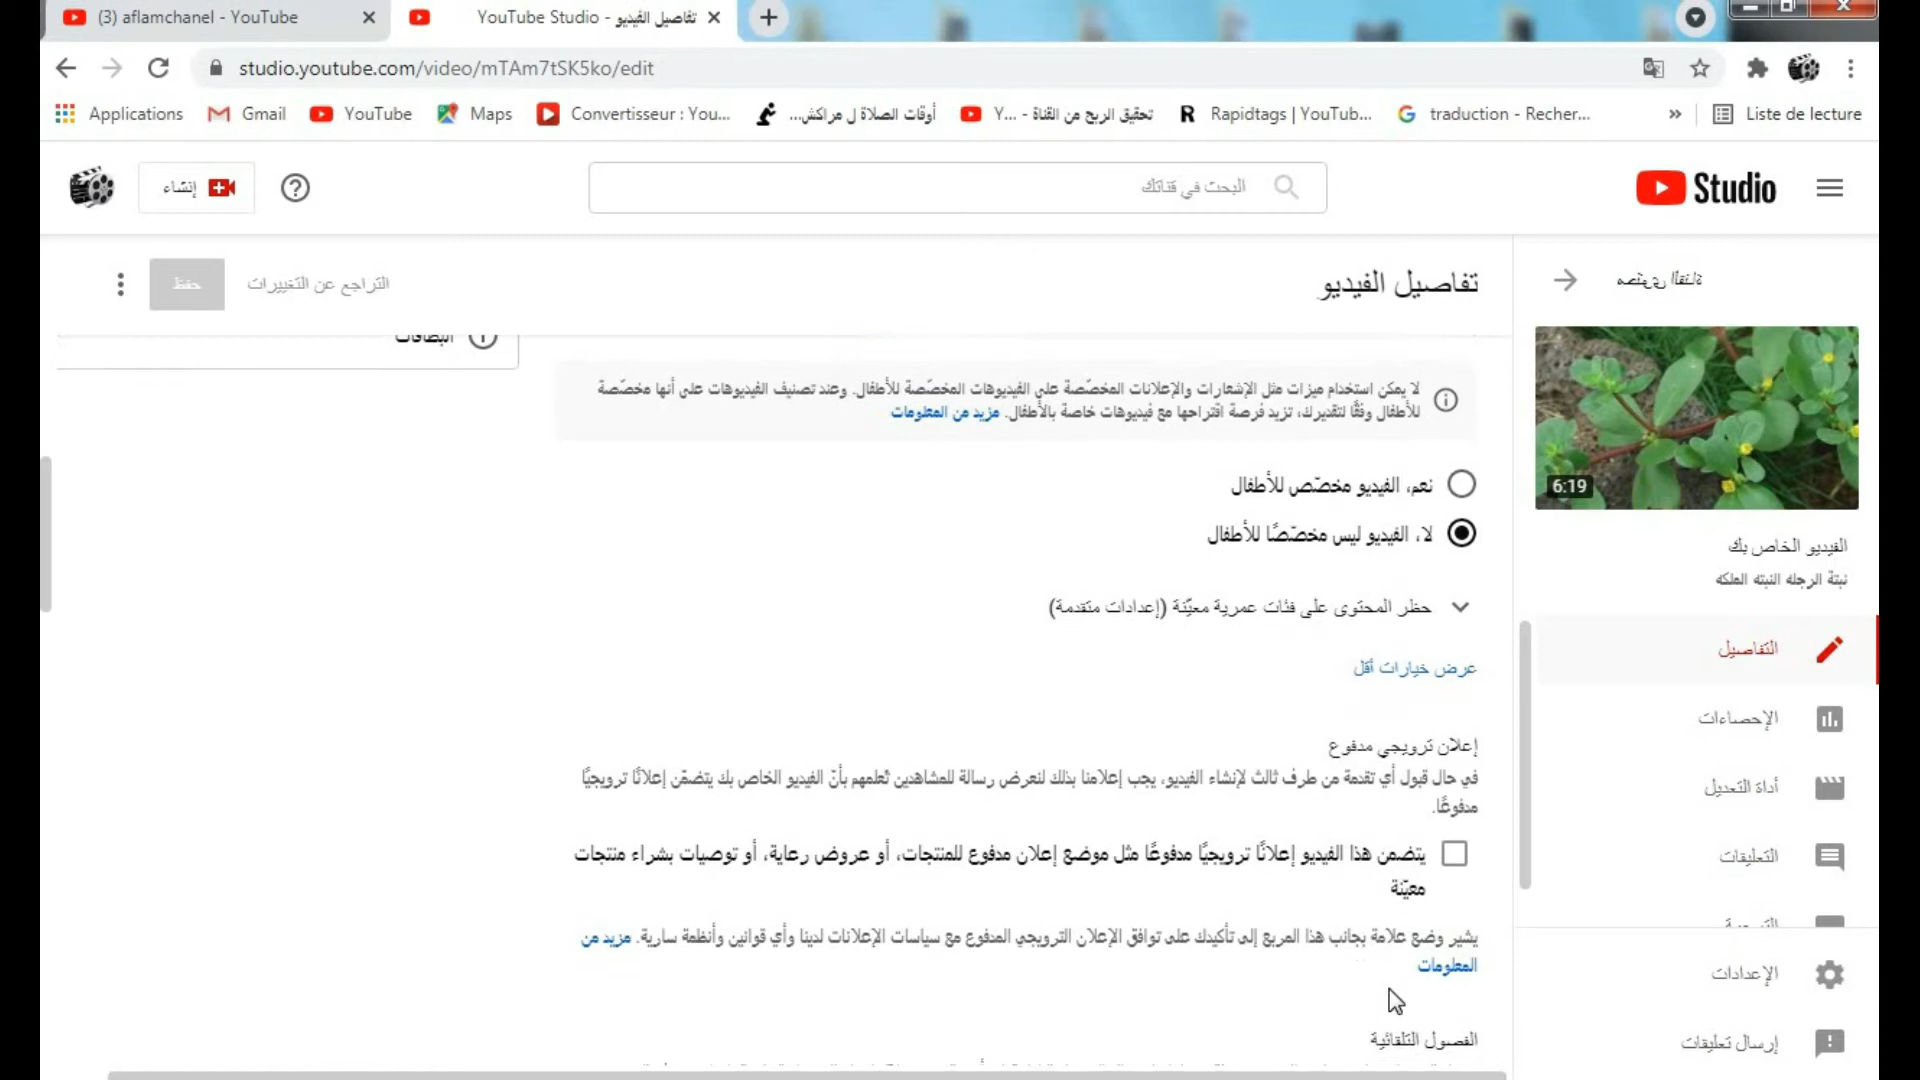 (3) aflamchanel - YouTube
تفاصيل الفيديو - YouTube Studio
studio.youtube.com/video/mTAm7tSK5ko/edit
Applications
Gmail
YouTube
Maps
Convertisseur : You...
أوقات الصلاة ل مراكش...
تحقيق الربح من القناة - Y...
Rapidtags | YouTub...
traduction - Recher...
»
Liste de lecture
إنشاء
البحث في قناتك
Studio
تفاصيل الفيديو
التراجع عن التغييرات
حفظ
محتوى القناة
البطاقات
لا يمكن استخدام ميزات مثل الإشعارات والإعلانات المخصّصة على الفيديوهات المخصّصة للأطفال. وعند تصنيف الفيديوهات على أنها مخصّصة
للأطفال وفقًا لتقديرك، تزيد فرصة اقتراحها مع فيديوهات خاصة بالأطفال. مزيد من المعلومات
نعم، الفيديو مخصّص للأطفال
لا، الفيديو ليس مخصّصًا للأطفال
حظر المحتوى على فئات عمرية معيّنة (إعدادات متقدمة)
عرض خيارات أقل
إعلان ترويجي مدفوع
في حال قبول أي تقدمة من طرف ثالث لإنشاء الفيديو، يجب إعلامنا بذلك لنعرض رسالة للمشاهدين تُعلمهم بأنّ الفيديو الخاص بك يتضمّن إعلانًا ترويجيًا
مدفوعًا.
يتضمن هذا الفيديو إعلانًا ترويجيًا مدفوعًا مثل موضع إعلان مدفوع للمنتجات، أو عروض رعاية، أو توصيات بشراء منتجات
معيّنة
يشير وضع علامة بجانب هذا المربع إلى تأكيدك على توافق الإعلان الترويجي المدفوع مع سياسات الإعلانات لدينا وأي قوانين وأنظمة سارية. مزيد من
المعلومات
الفصول التلقائية
6:19
الفيديو الخاص بك
نبتة الرجله النبته الملكه
التفاصيل
الإحصاءات
أداة التعديل
التعليقات
الإعدادات
إرسال تعليقات